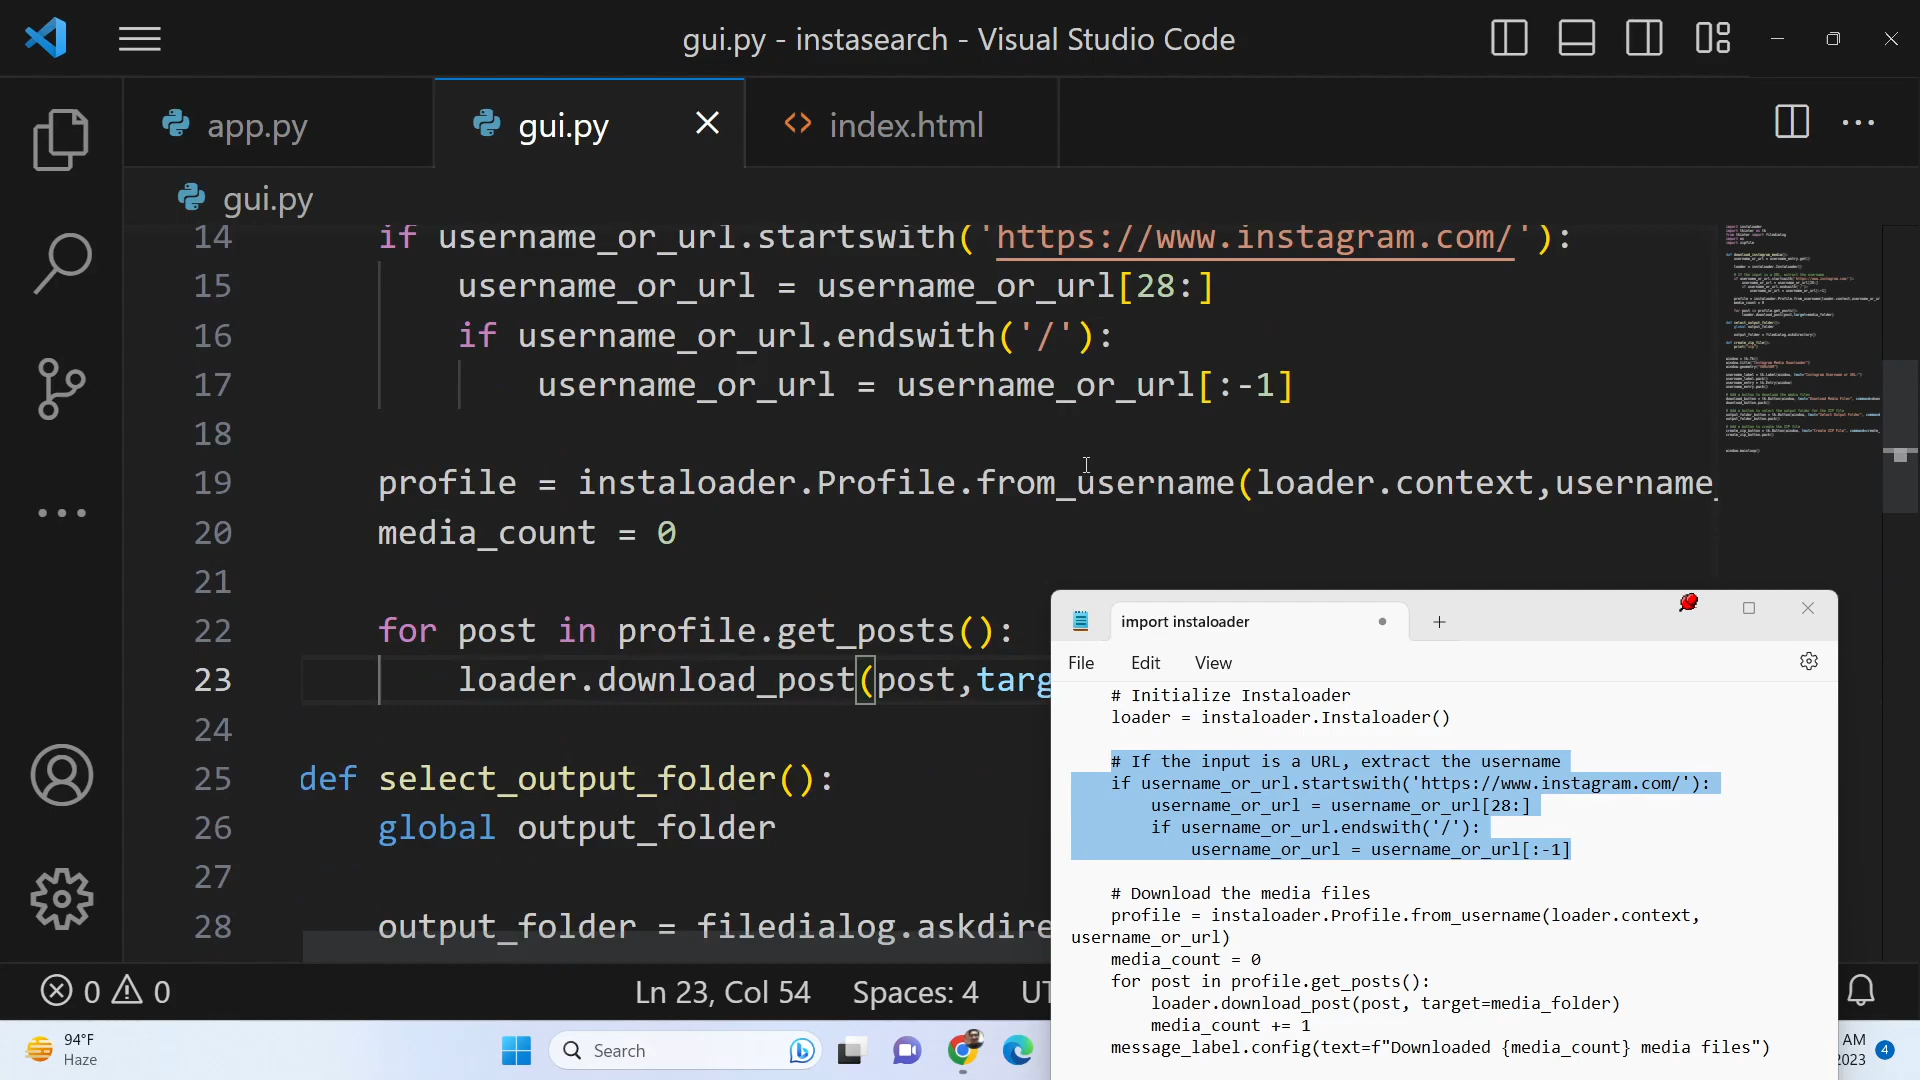 gui.py - instasearch - Visual Studio Code
app.py
gui.py
index.html
gui.py
14 if username_or_url.startswith('https://www.instagram.com/'):
15 username_or_url = username_or_url[28:]
16 if username_or_url.endswith('/'):
17 username_or_url = username_or_url[:-1]
18
19 profile = instaloader.Profile.from_username(loader.context,username_
20 media_count = 0
21
22 for post in profile.get_posts():
23 loader.download_post(post,targ
24
25 def select_output_folder():
26 global output_folder
27
28 output_folder = filedialog.askdire
import instaloader
File Edit View
# Initialize Instaloader
loader = instaloader.Instaloader()
# If the input is a URL, extract the username
if username_or_url.startswith('https://www.instagram.com/'):
username_or_url = username_or_url[28:]
if username_or_url.endswith('/'):
username_or_url = username_or_url[:-1]
# Download the media files
profile = instaloader.Profile.from_username(loader.context,
username_or_url)
media_count = 0
for post in profile.get_posts():
loader.download_post(post, target=media_folder)
media_count += 1
message_label.config(text=f"Downloaded {media_count} media files")
0 0
Ln 23, Col 54 Spaces: 4 UT
94°F
Haze
Search
AM
2023
4